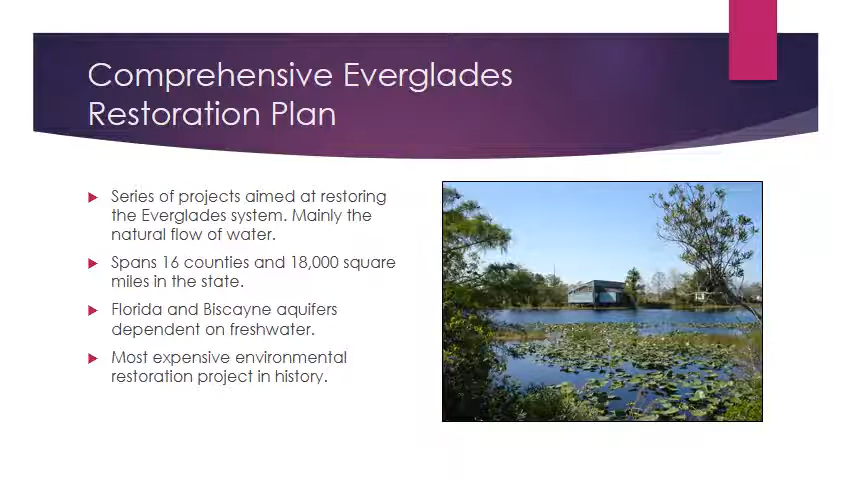 Comprehensive Everglades
Restoration Plan
Series of projects aimed at restoring
the Everglades system. Mainly the
natural flow of water.
Spans 16 counties and 18,000 square
miles in the state.
Florida and Biscayne aquifers
dependent on freshwater.
Most expensive environmental
restoration project in history.